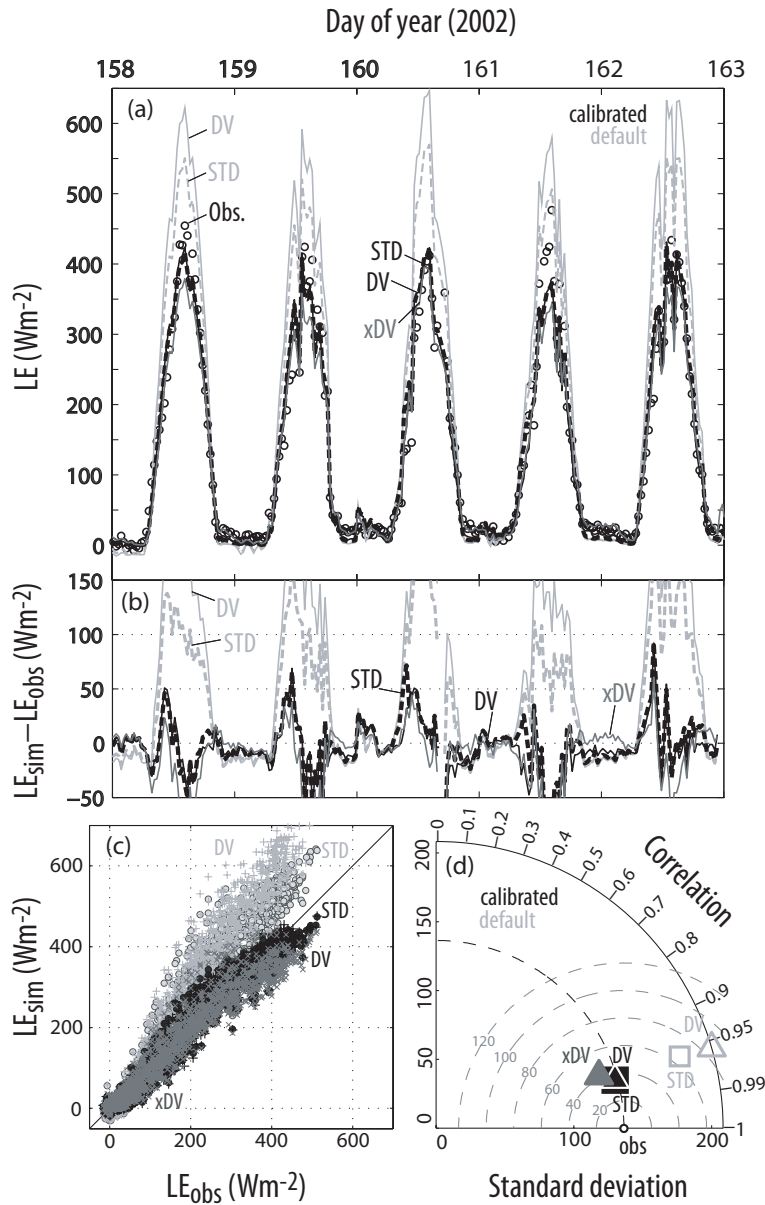 Day of year (2002)
158 159 160 161 162 163
(a)
calibrated
default
DV
STD
Obs.
STD
DV
xDV
600
500
400
300
200
100
0
LE (Wm-2)
(b)
DV
STD
STD
DV
xDV
150
100
50
0
−50
LEsim−LEobs (Wm-2)
(c)
DV
STD
STD
DV
xDV
600
400
200
0
0 200 400 600
LEsim (Wm-2)
LEobs (Wm-2)
(d)
calibrated
default
0 0.1 0.2 0.3 0.4 0.5 0.6 0.7 0.8 0.9 0.95 0.99 1
Correlation
200
150
100
50
0
120 100 80 60 40 20
xDV
DV
STD
DV
STD
0 100 200
obs
Standard deviation